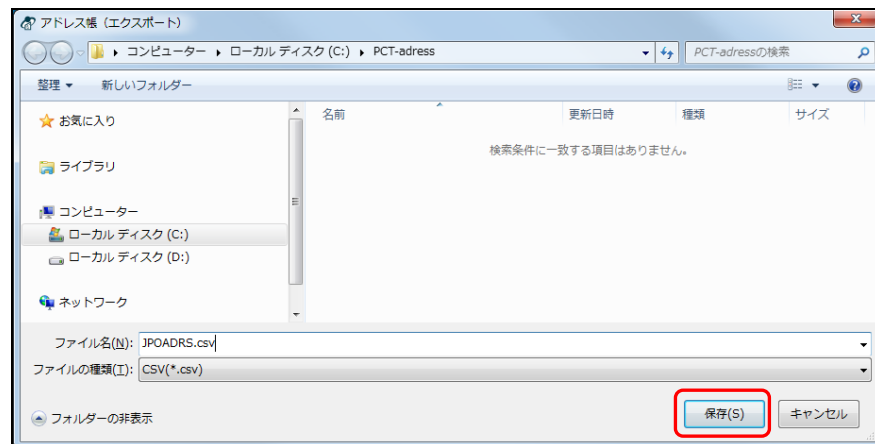 アドレス帳（エクスポート）
コンピューター ▸ ローカル ディスク (C:) ▸ PCT-adress
PCT-adressの検索
整理 ▼ 新しいフォルダー
お気に入り
ライブラリ
コンピューター
ローカル ディスク (C:)
ローカル ディスク (D:)
ネットワーク
名前 更新日時 種類 サイズ
検索条件に一致する項目はありません。
ファイル名(N): JPOADRS.csv
ファイルの種類(T): CSV(*.csv)
フォルダーの非表示
保存(S) キャンセル